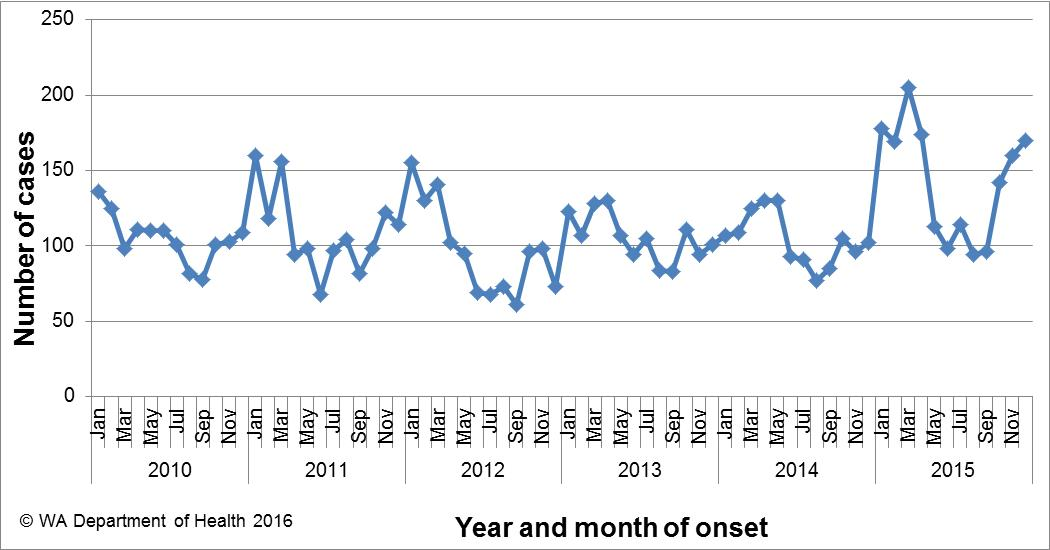 250
200
150
100
50
0
Number of cases
Jan Mar May Jul Sep Nov Jan Mar May Jul Sep Nov Jan Mar May Jul Sep Nov Jan Mar May Jul Sep Nov Jan Mar May Jul Sep Nov Jan Mar May Jul Sep Nov
2010 2011 2012 2013 2014 2015
© WA Department of Health 2016
Year and month of onset